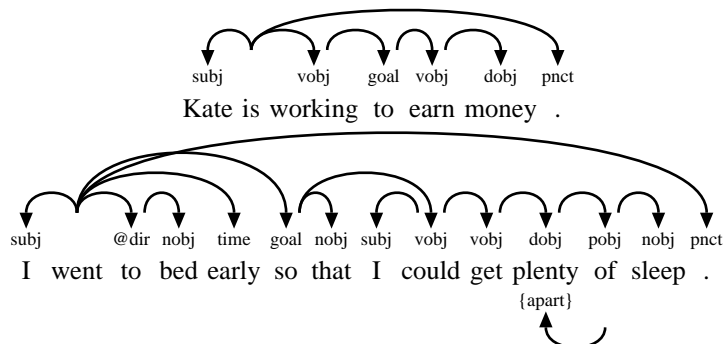 subj vobj goal vobj dobj pnct
Kate is working to earn money .
subj @dir nobj time goal nobj subj vobj vobj dobj pobj nobj pnct
I went to bed early so that I could get plenty of sleep .
{apart}